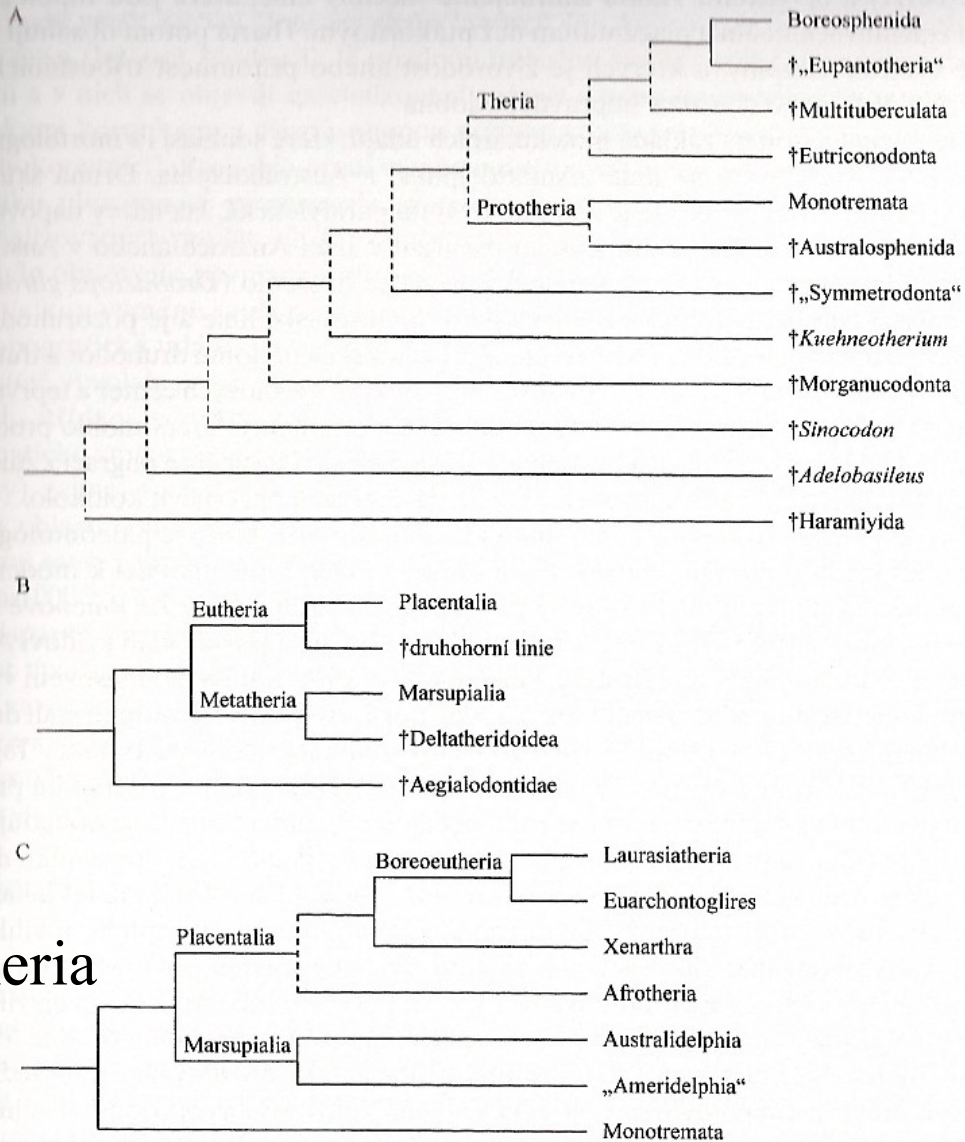 A
Boreosphenida
†„Eupantotheria“
Theria
†Multituberculata
†Eutriconodonta
Prototheria
Monotremata
†Australosphenida
†„Symmetrodonta“
†Kuehneotherium
†Morganucodonta
†Sinocodon
†Adelobasileus
†Haramiyida
B
Eutheria
Placentalia
†druhohorní linie
Metatheria
Marsupialia
†Deltatheridoidea
†Aegialodontidae
C
Boreoeutheria
Laurasiatheria
Euarchontoglires
Placentalia
Xenarthra
eria
Afrotheria
Marsupialia
Australidelphia
„Ameridelphia“
Monotremata